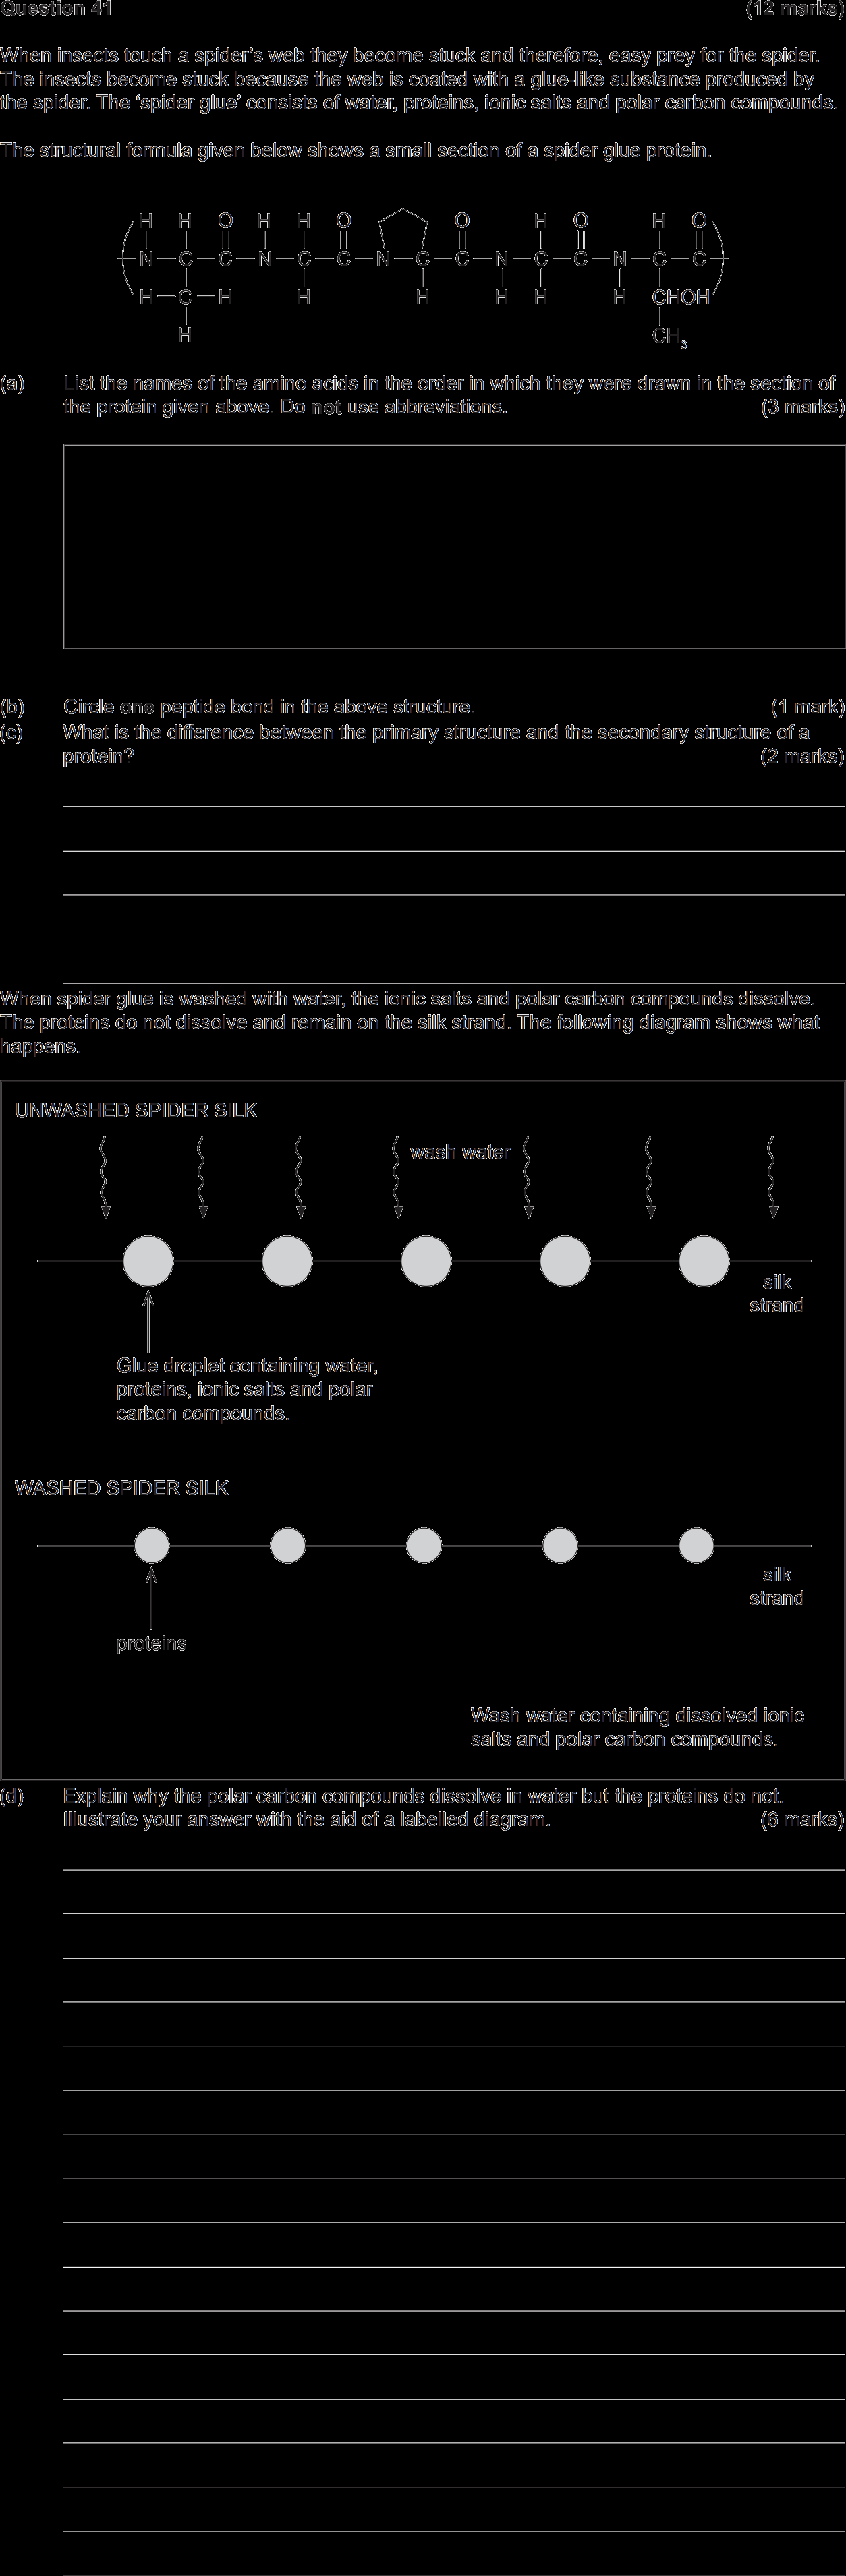 Question 41 (12 marks)
When insects touch a spider's web they become stuck and therefore, easy prey for the spider.
The insects become stuck because the web is coated with a glue-like substance produced by
the spider. The 'spider glue' consists of water, proteins, ionic salts and polar carbon compounds.
The structural formula given below shows a small section of a spider glue protein.
H H O H H O O H O H O
N C C N C C N C C N C C N C C
H C H H H H H H CHOH
H CH3
(a) List the names of the amino acids in the order in which they were drawn in the section of
the protein given above. Do not use abbreviations. (3 marks)
(b) Circle one peptide bond in the above structure. (1 mark)
(c) What is the difference between the primary structure and the secondary structure of a
protein? (2 marks)
When spider glue is washed with water, the ionic salts and polar carbon compounds dissolve.
The proteins do not dissolve and remain on the silk strand. The following diagram shows what
happens.
UNWASHED SPIDER SILK
wash water
silk
strand
Glue droplet containing water,
proteins, ionic salts and polar
carbon compounds.
WASHED SPIDER SILK
silk
strand
proteins
Wash water containing dissolved ionic
salts and polar carbon compounds.
(d) Explain why the polar carbon compounds dissolve in water but the proteins do not.
Illustrate your answer with the aid of a labelled diagram. (6 marks)